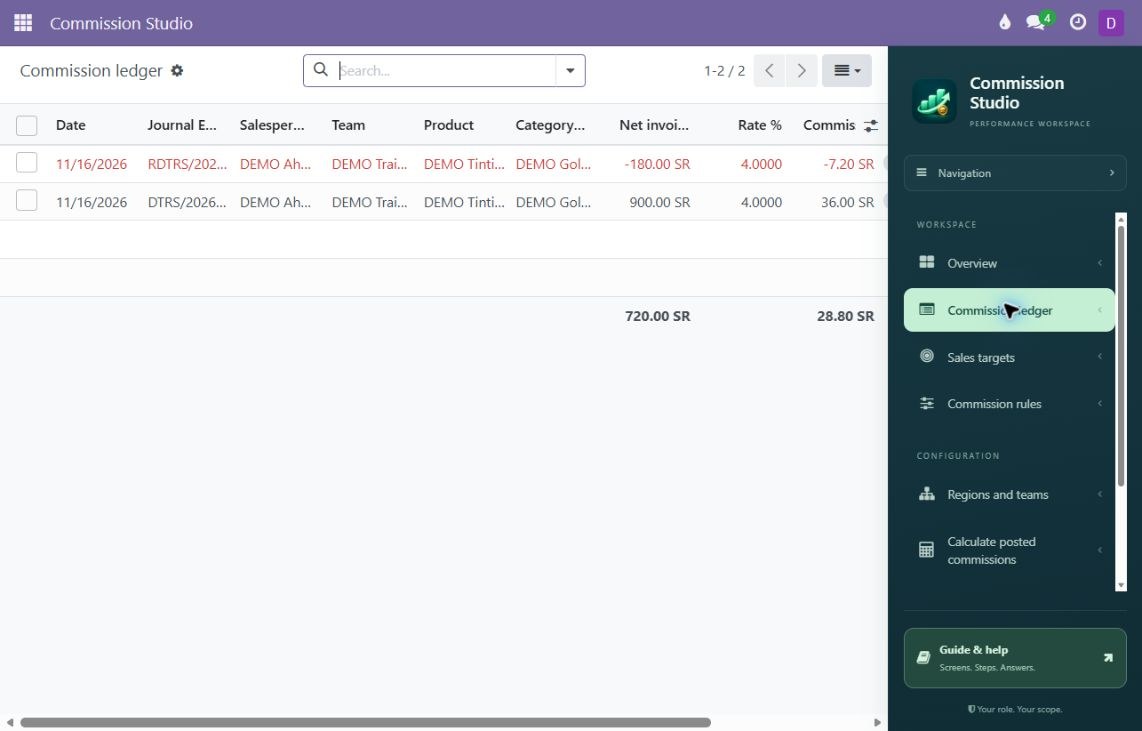 Commission Studio
4
D
Commission ledger
Search...
1-2 / 2
Date Journal E... Salesper... Team Product Category... Net invoi... Rate % Commis
11/16/2026 RDTRS/202... DEMO Ah... DEMO Trai... DEMO Tinti... DEMO Gol... -180.00 SR 4.0000 -7.20 SR
11/16/2026 DTRS/2026... DEMO Ah... DEMO Trai... DEMO Tinti... DEMO Gol... 900.00 SR 4.0000 36.00 SR
720.00 SR 28.80 SR
Commission
Studio
PERFORMANCE WORKSPACE
Navigation
WORKSPACE
Overview
Commission ledger
Sales targets
Commission rules
CONFIGURATION
Regions and teams
Calculate posted
commissions
Guide & help
Screens. Steps. Answers.
Your role. Your scope.